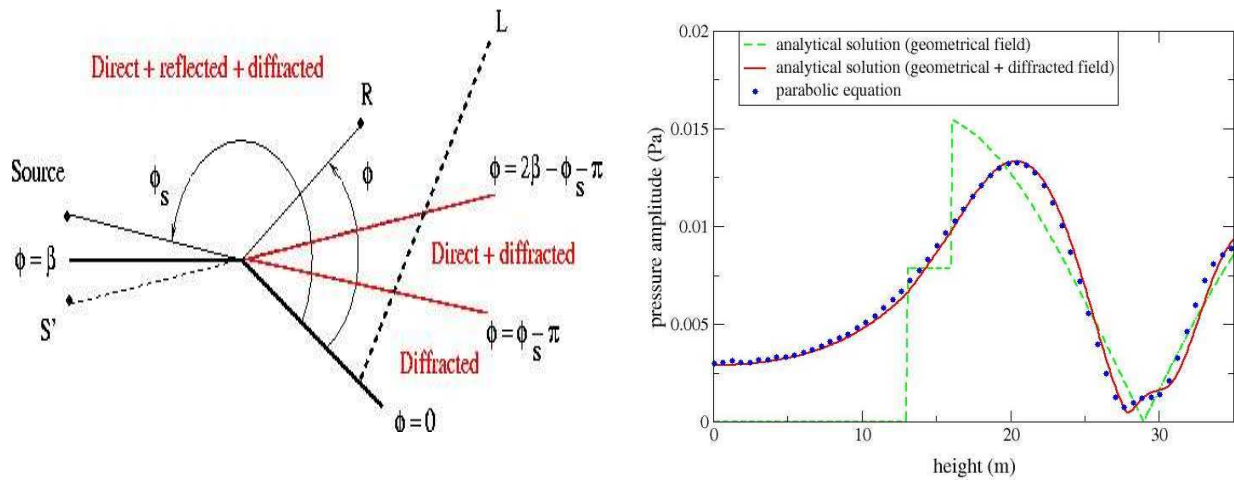 L
Direct + reflected + diffracted
R
Source
ϕs
ϕ
ϕ = 2β − ϕs − π
ϕ = β
Direct + diffracted
S'
ϕ = ϕs − π
Diffracted
ϕ = 0
0.02
analytical solution (geometrical field)
analytical solution (geometrical + diffracted field)
parabolic equation
0.015
pressure amplitude (Pa)
0.01
0.005
0
0 10 20 30
height (m)